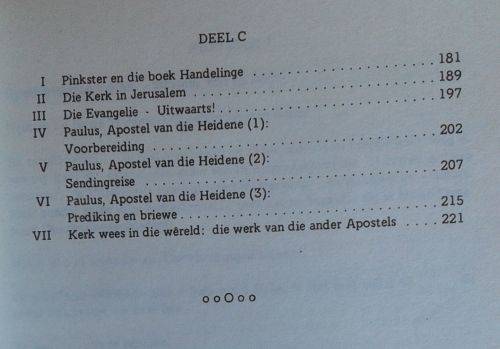 DEEL C
I Pinkster en die boek Handelinge . . . . . . . . . . . . . . . . . . . . . 181
II Die Kerk in Jerusalem . . . . . . . . . . . . . . . . . . . . . . . . . . . . . . 189
III Die Evangelie - Uitwaarts! . . . . . . . . . . . . . . . . . . . . . . . . . 197
IV Paulus, Apostel van die Heidene (1):
Voorbereiding . . . . . . . . . . . . . . . . . . . . . . . . . . . . . . . . 202
V Paulus, Apostel van die Heidene (2):
Sendingreise . . . . . . . . . . . . . . . . . . . . . . . . . . . . . . . . . 207
VI Paulus, Apostel van die Heidene (3):
Prediking en briewe . . . . . . . . . . . . . . . . . . . . . . . . . . . . 215
VII Kerk wees in die wêreld: die werk van die ander Apostels . . . . 221
ooOoo